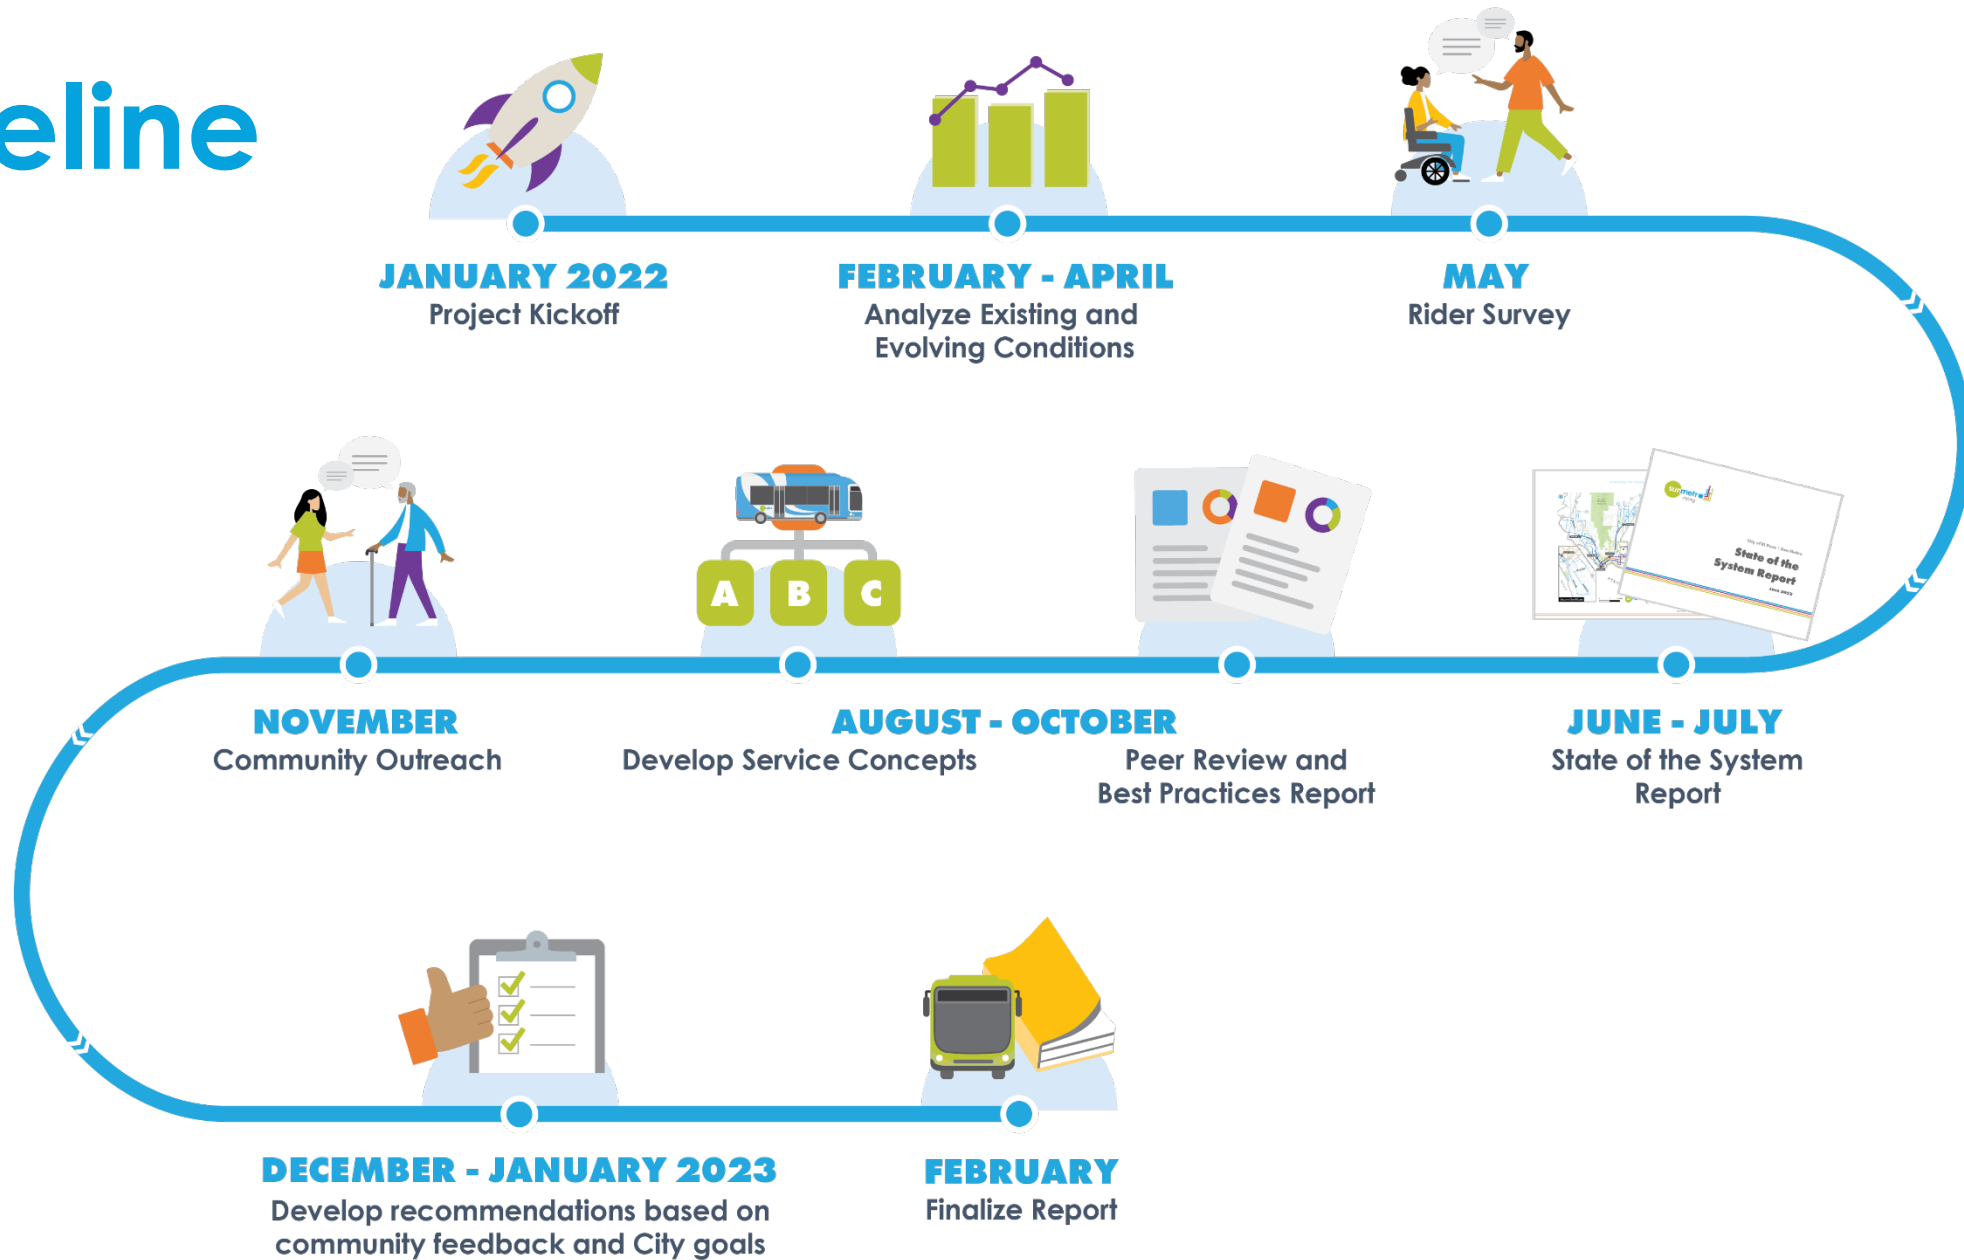 eline
JANUARY 2022
Project Kickoff
FEBRUARY - APRIL
Analyze Existing and
Evolving Conditions
MAY
Rider Survey
sunmetro
State of the
System Report
JUNE - JULY
State of the System
Report
A B C
AUGUST - OCTOBER
Peer Review and
Best Practices Report
Develop Service Concepts
NOVEMBER
Community Outreach
DECEMBER - JANUARY 2023
Develop recommendations based on
community feedback and City goals
FEBRUARY
Finalize Report